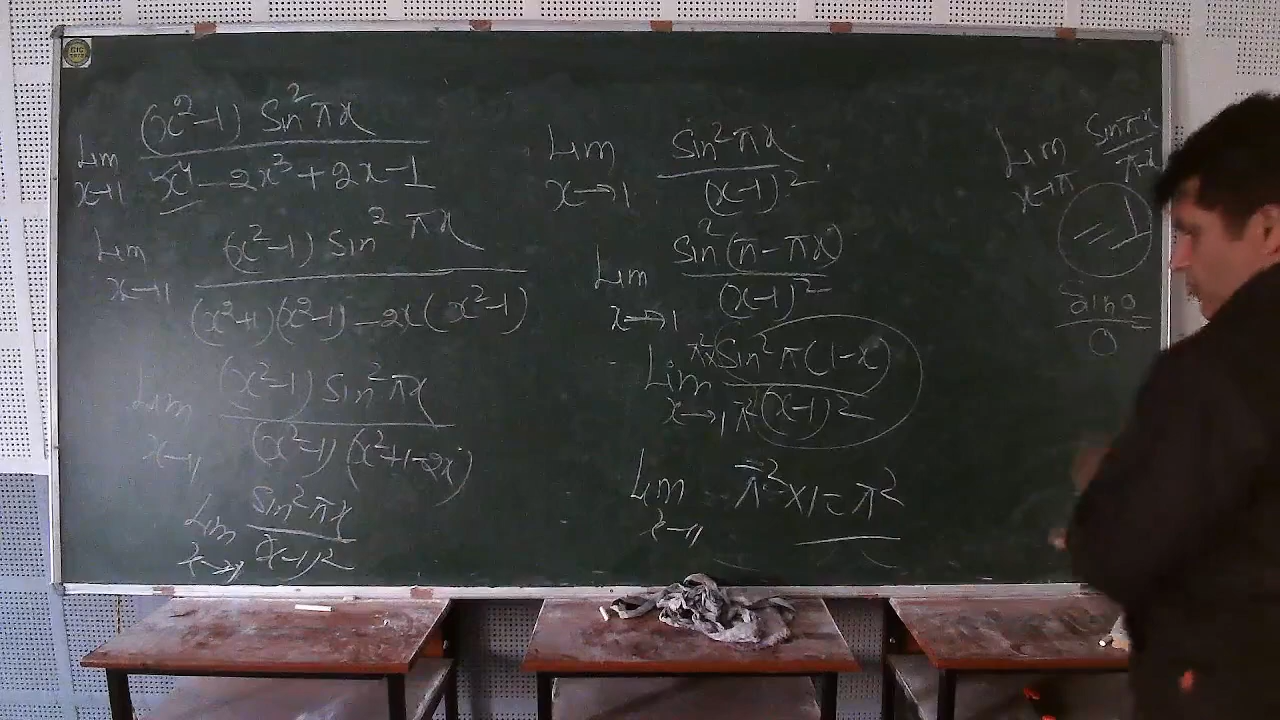 Lim x→1 (x²-1) Sin²πx / x⁴ - 2x³ + 2x - 1
Lim x→1 (x²-1) Sin²πx / (x²+1)(x²-1) - 2x(x²-1)
Lim x→1 (x²-1) Sin²πx / (x²-1)(x²+1-2x)
Lim x→1 Sin²πx / (x-1)²
Lim x→1 Sin²πx / (x-1)²
Lim x→1 Sin²(π-πx) / (x-1)²
Lim x→1 π²x Sin²π(1-x) / π²(x-1)²
Lim x→1 = π²x1 = π²
Lim x→π Sinπx / πx
= 1
Sin0 / 0 =